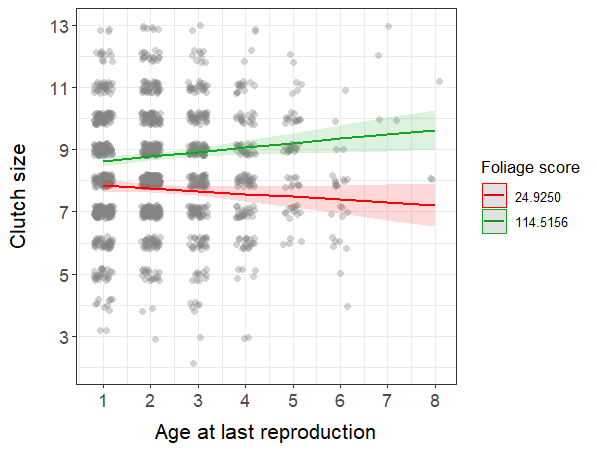 13
11
9
7
5
3
Clutch size
1 2 3 4 5 6 7 8
Age at last reproduction
Foliage score
24.9250
114.5156